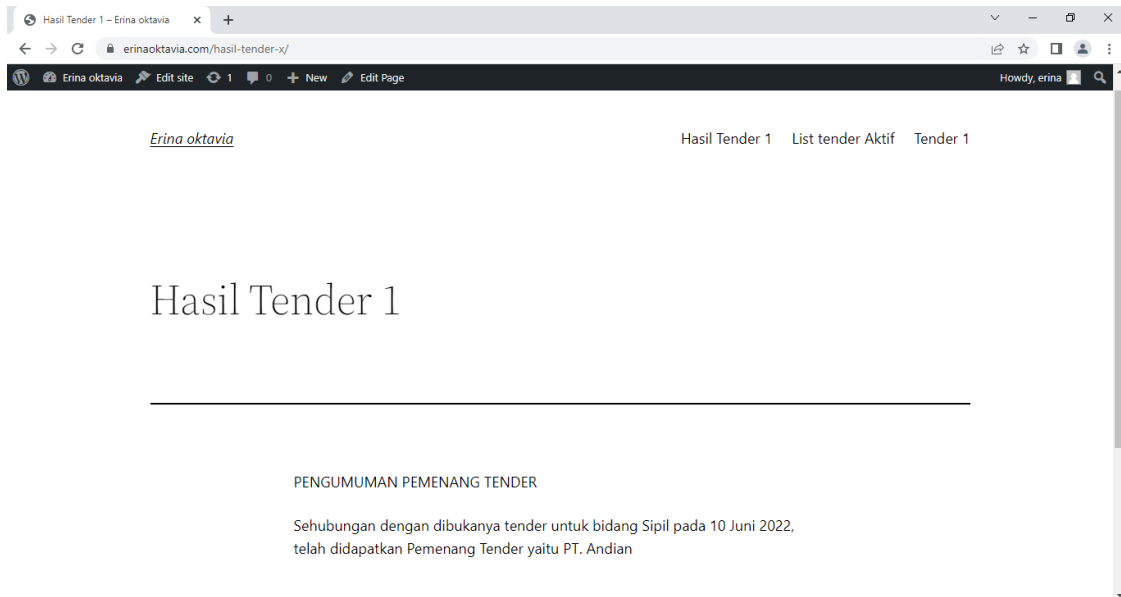 Hasil Tender 1 – Erina oktavia
erinaoktavia.com/hasil-tender-x/
Erina oktavia Edit site 1 0 New Edit Page Howdy, erina
Erina oktavia Hasil Tender 1 List tender Aktif Tender 1
Hasil Tender 1
PENGUMUMAN PEMENANG TENDER
Sehubungan dengan dibukanya tender untuk bidang Sipil pada 10 Juni 2022,
telah didapatkan Pemenang Tender yaitu PT. Andian